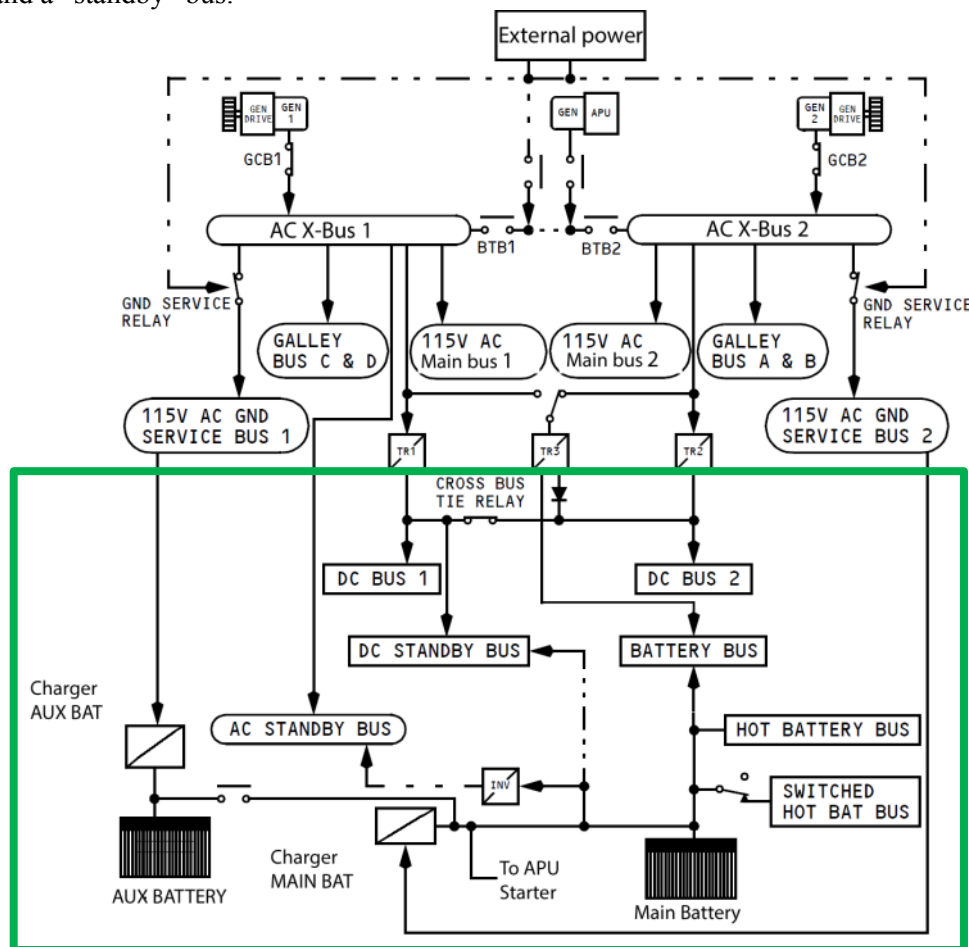 and a "standby" bus.
External power
GEN
DRIVE
GEN
1
GEN
APU
GEN
2
GEN
DRIVE
GCB1
GCB2
AC X-Bus 1
BTB1
BTB2
AC X-Bus 2
GND SERVICE
RELAY
GND SERVICE
RELAY
GALLEY
BUS C & D
115V AC
Main bus 1
115V AC
Main bus 2
GALLEY
BUS A & B
115V AC GND
SERVICE BUS 1
115V AC GND
SERVICE BUS 2
TR1
TR3
TR2
CROSS BUS
TIE RELAY
DC BUS 1
DC BUS 2
DC STANDBY BUS
BATTERY BUS
Charger
AUX BAT
AC STANDBY BUS
HOT BATTERY BUS
INV
SWITCHED
HOT BAT BUS
Charger
MAIN BAT
To APU
Starter
AUX BATTERY
Main Battery